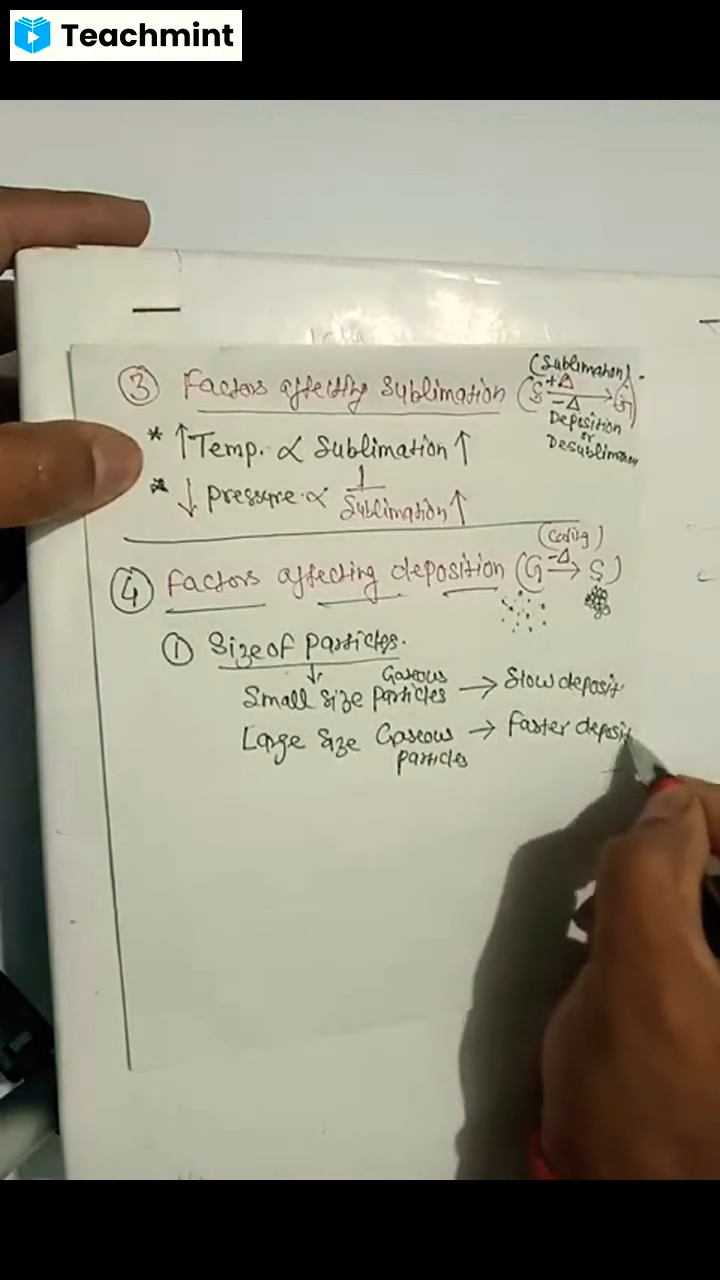 Teachmint
③ Factors affecting Sublimation (S +Δ → -Δ G)
(Sublimation)
Deposition
or
Desublimation
* ↑Temp. ∝ Sublimation ↑
* ↓ pressure ∝ 1/Sublimation ↑
④ Factors affecting deposition (G -Δ → S)
(Cooling)
① Size of Particles.
↓
Small size Gaseous Particles → Slow deposit.
Large Size Gaseous particles → Faster deposit